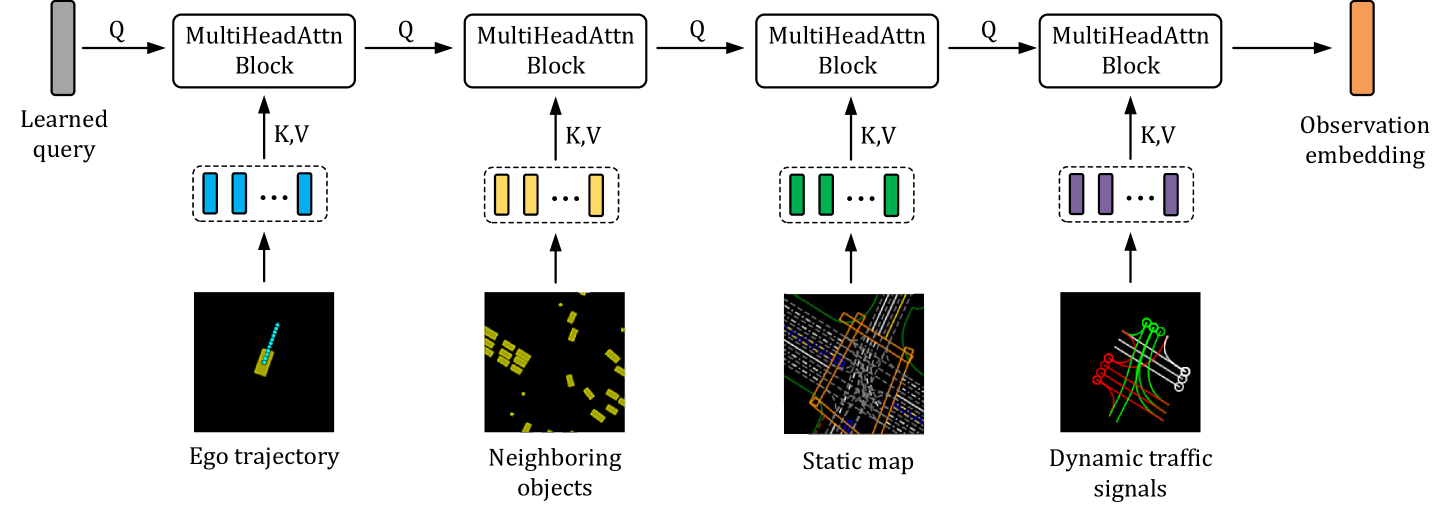 Q
MultiHeadAttn
Block
Q
MultiHeadAttn
Block
Q
MultiHeadAttn
Block
Q
MultiHeadAttn
Block
Learned
query
K,V
K,V
K,V
K,V
Observation
embedding
Ego trajectory
Neighboring
objects
Static map
Dynamic traffic
signals